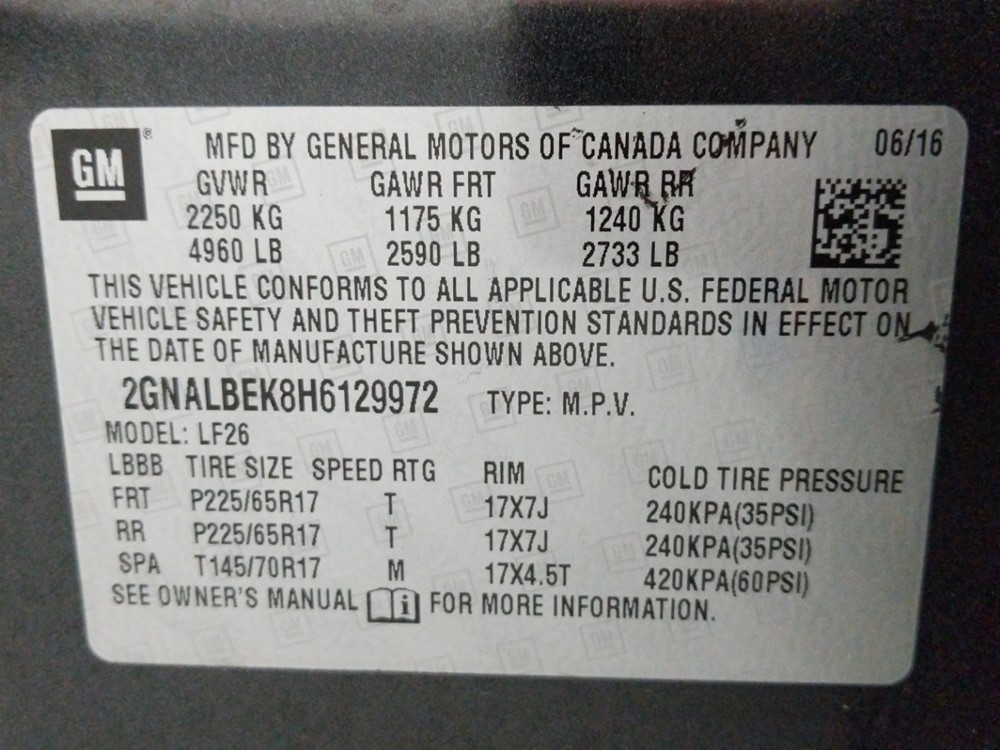 GM
MFD BY GENERAL MOTORS OF CANADA COMPANY 06/16
GVWR GAWR FRT GAWR RR
2250 KG 1175 KG 1240 KG
4960 LB 2590 LB 2733 LB
THIS VEHICLE CONFORMS TO ALL APPLICABLE U.S. FEDERAL MOTOR
VEHICLE SAFETY AND THEFT PREVENTION STANDARDS IN EFFECT ON
THE DATE OF MANUFACTURE SHOWN ABOVE.
2GNALBEK8H6129972 TYPE: M.P.V.
MODEL: LF26
LBBB TIRE SIZE SPEED RTG RIM COLD TIRE PRESSURE
FRT P225/65R17 T 17X7J 240KPA(35PSI)
RR P225/65R17 T 17X7J 240KPA(35PSI)
SPA T145/70R17 M 17X4.5T 420KPA(60PSI)
SEE OWNER'S MANUAL i FOR MORE INFORMATION.